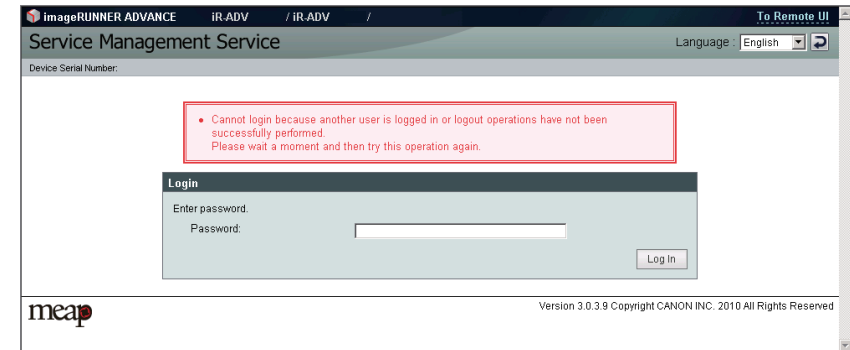 imageRUNNER ADVANCE iR-ADV / iR-ADV / To Remote UI
Service Management Service Language : English
Device Serial Number:
• Cannot login because another user is logged in or logout operations have not been
successfully performed.
Please wait a moment and then try this operation again.
Login
Enter password.
Password:
Log In
meap Version 3.0.3.9 Copyright CANON INC. 2010 All Rights Reserved